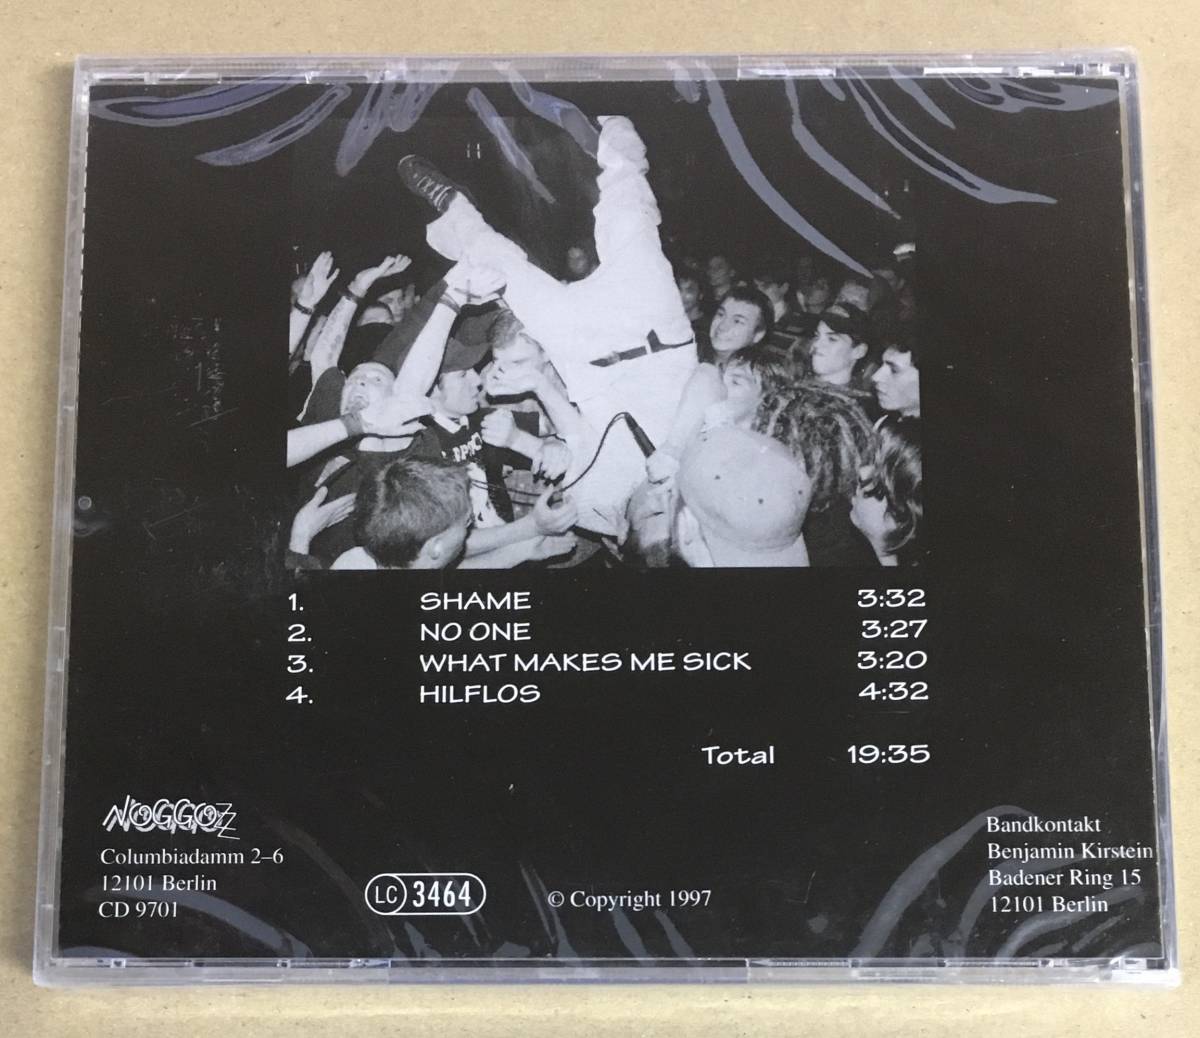 1. SHAME 3:32
2. NO ONE 3:27
3. WHAT MAKES ME SICK 3:20
4. HILFLOS 4:32
Total 19:35
NOGGO
Columbiadamm 2–6
12101 Berlin
CD 9701
LC 3464
© Copyright 1997
Bandkontakt
Benjamin Kirstein
Badener Ring 15
12101 Berlin